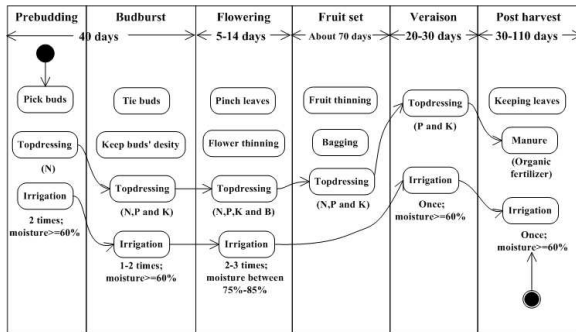 Prebudding
Budburst
Flowering
Fruit set
Veraison
Post harvest
40 days
5-14 days
About 70 days
20-30 days
30-110 days
Pick buds
Tie buds
Pinch leaves
Fruit thinning
Topdressing
(P and K)
Keeping leaves
Topdressing
(N)
Keep buds' desity
Flower thinning
Bagging
Manure
(Organic
fertilizer)
Topdressing
(N,P and K)
Topdressing
(N,P,K and B)
Topdressing
(N,P and K)
Irrigation
2 times;
moisture>=60%
Irrigation
Once;
moisture>=60%
Irrigation
Once;
moisture>=60%
Irrigation
1-2 times;
moisture>=60%
Irrigation
2-3 times;
moisture between
75%-85%